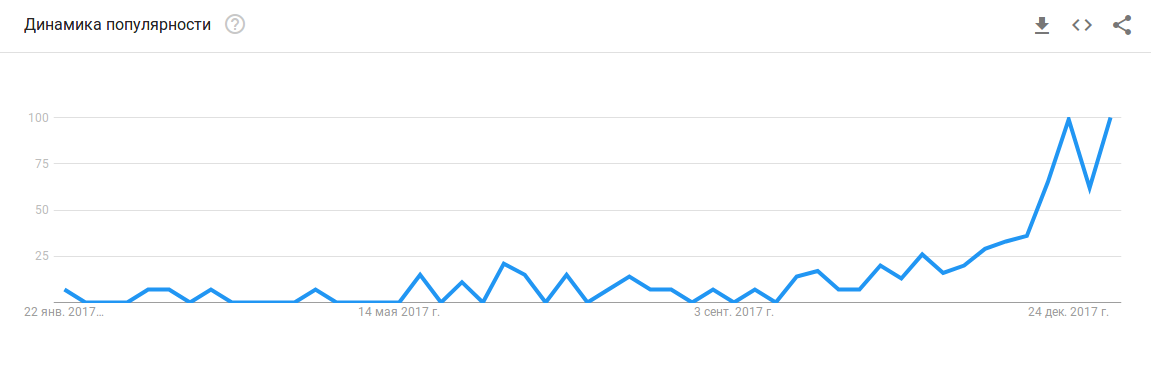 Динамика популярности ?
100
75
50
25
22 янв. 2017…
14 мая 2017 г.
3 сент. 2017 г.
24 дек. 2017 г.